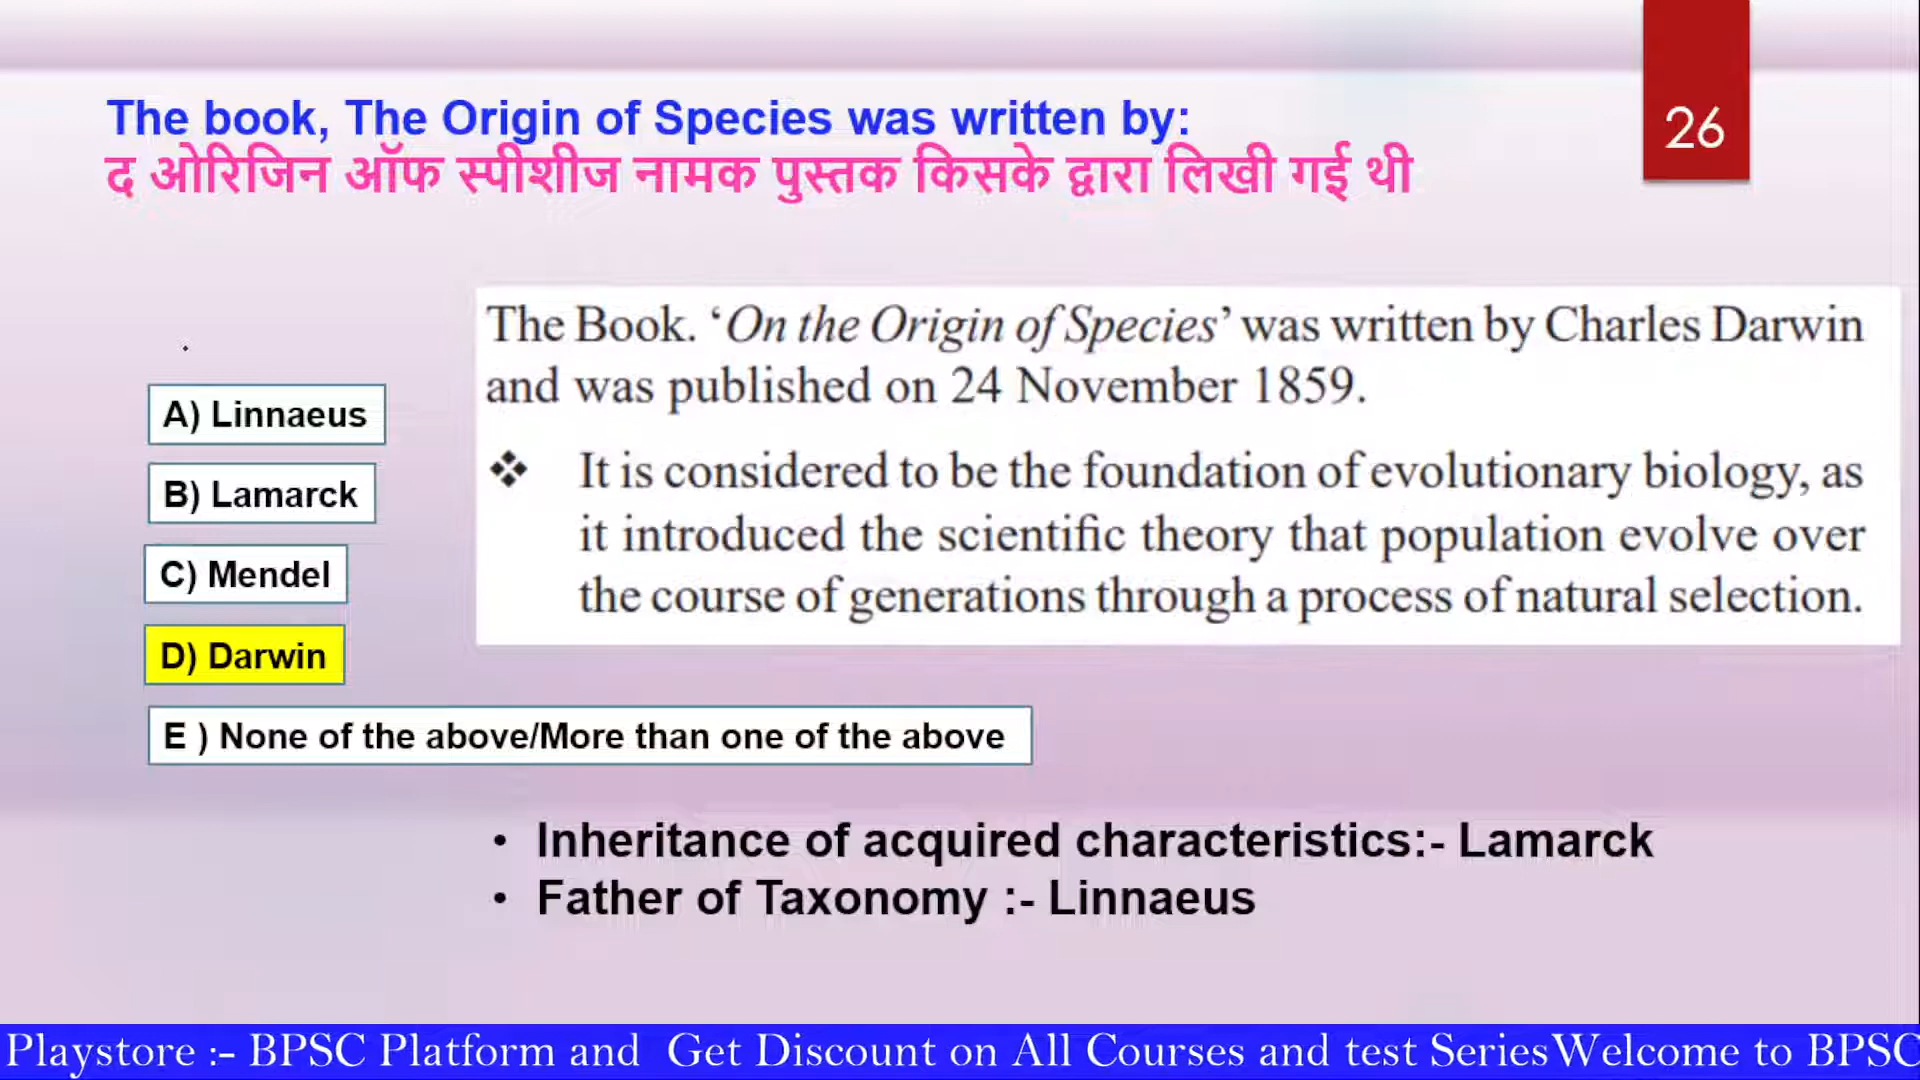 The book, The Origin of Species was written by:
द ओरिजिन ऑफ स्पीशीज नामक पुस्तक किसके द्वारा लिखी गई थी
26
The Book. ‘On the Origin of Species’ was written by Charles Darwin
and was published on 24 November 1859.
❖ It is considered to be the foundation of evolutionary biology, as
it introduced the scientific theory that population evolve over
the course of generations through a process of natural selection.
A) Linnaeus
B) Lamarck
C) Mendel
D) Darwin
E ) None of the above/More than one of the above
• Inheritance of acquired characteristics:- Lamarck
• Father of Taxonomy :- Linnaeus
Playstore :- BPSC Platform and Get Discount on All Courses and test Series Welcome to BPSC